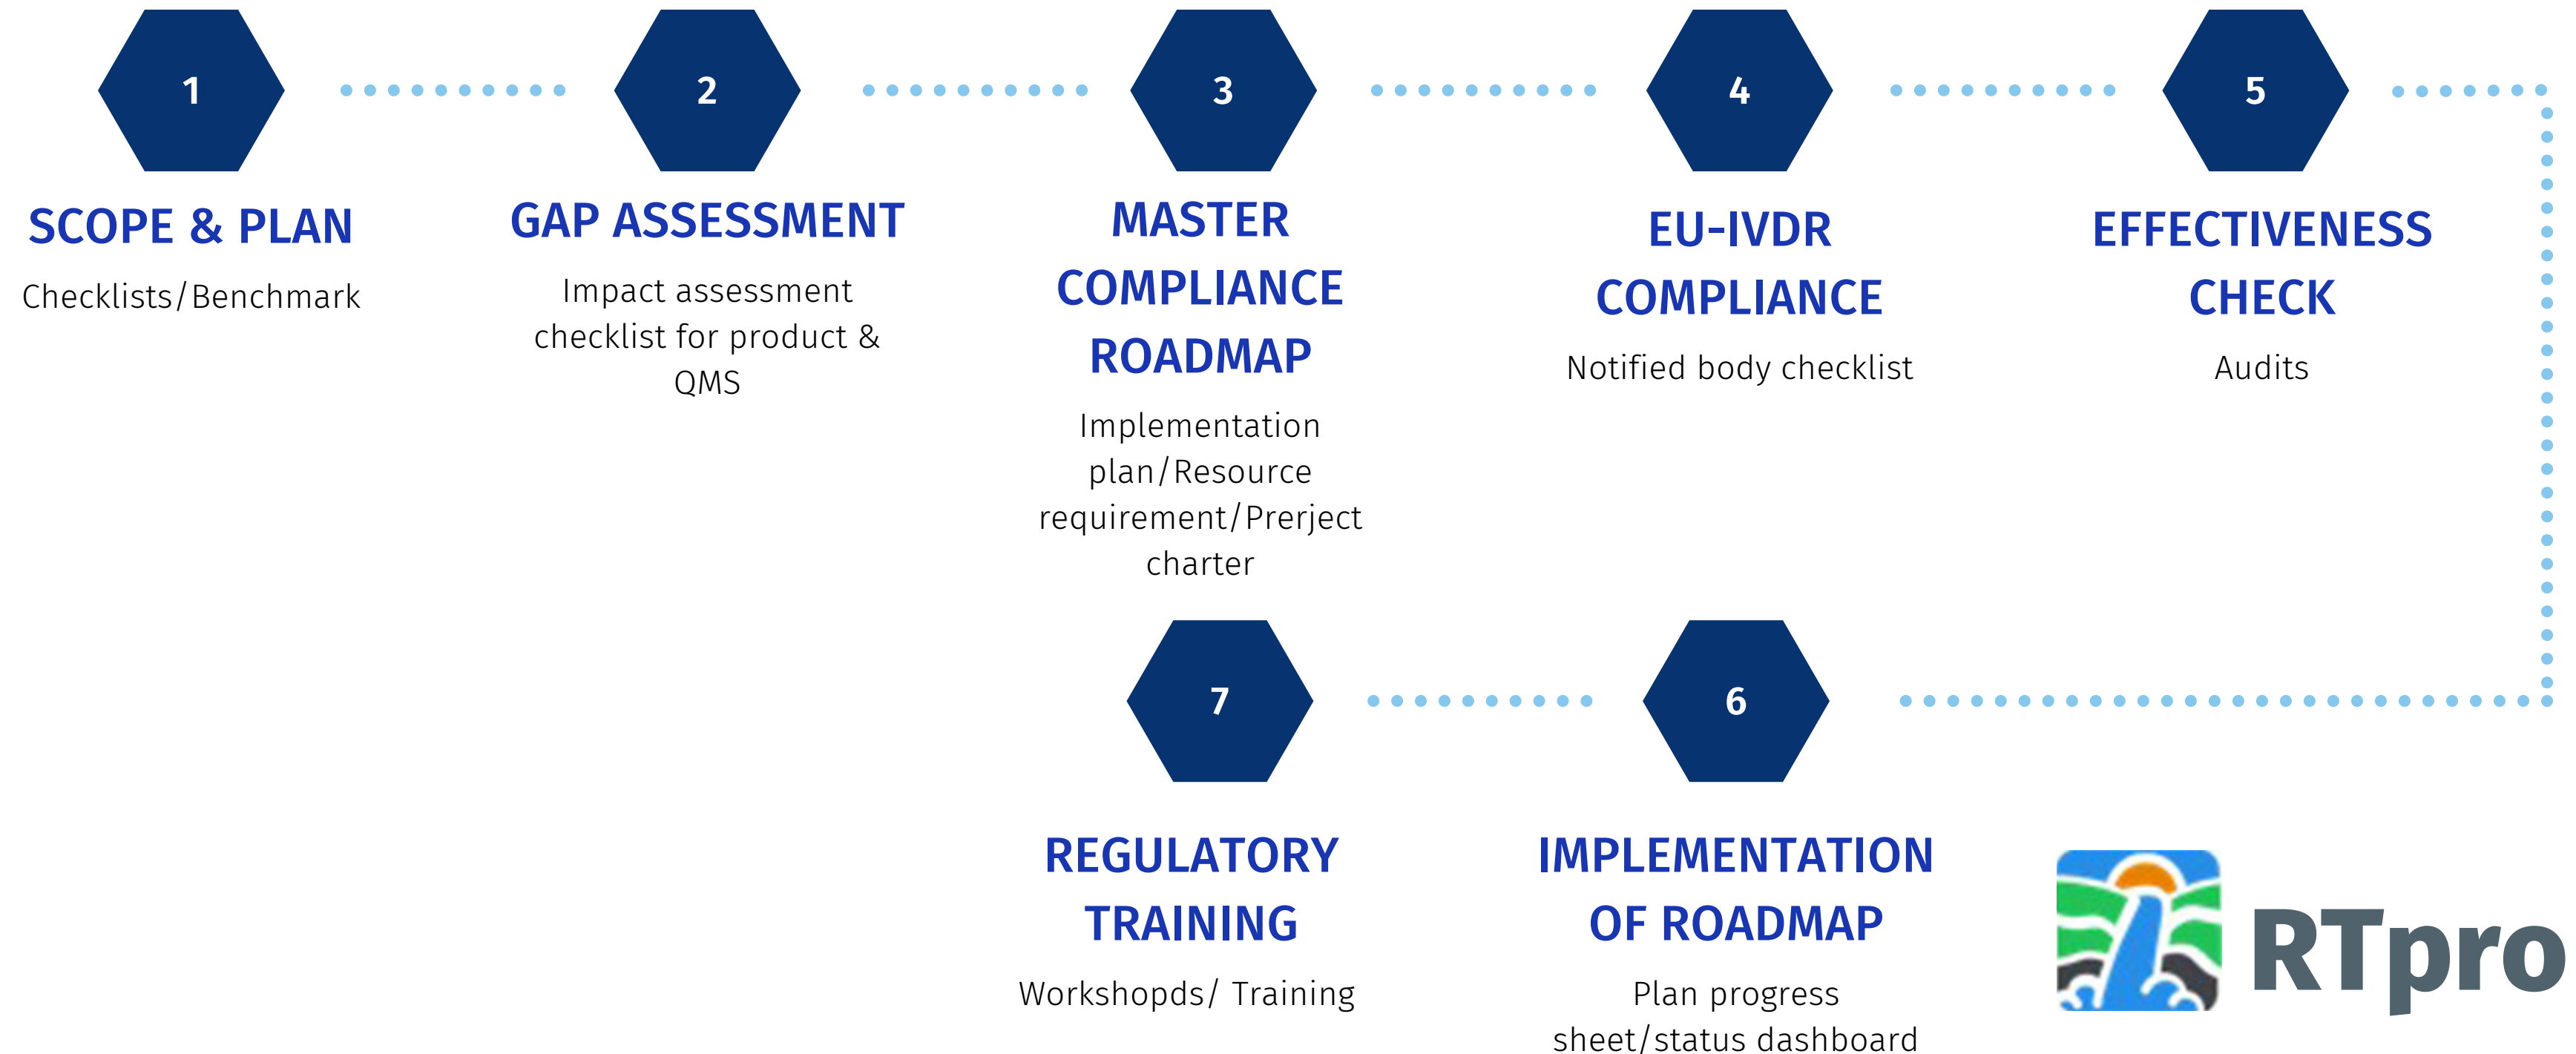 1
SCOPE & PLAN
Checklists/Benchmark
2
GAP ASSESSMENT
Impact assessment
checklist for product &
QMS
3
MASTER
COMPLIANCE
ROADMAP
Implementation
plan/Resource
requirement/Prerject
charter
4
EU-IVDR
COMPLIANCE
Notified body checklist
5
EFFECTIVENESS
CHECK
Audits
6
IMPLEMENTATION
OF ROADMAP
Plan progress
sheet/status dashboard
7
REGULATORY
TRAINING
Workshopds/ Training
RTpro